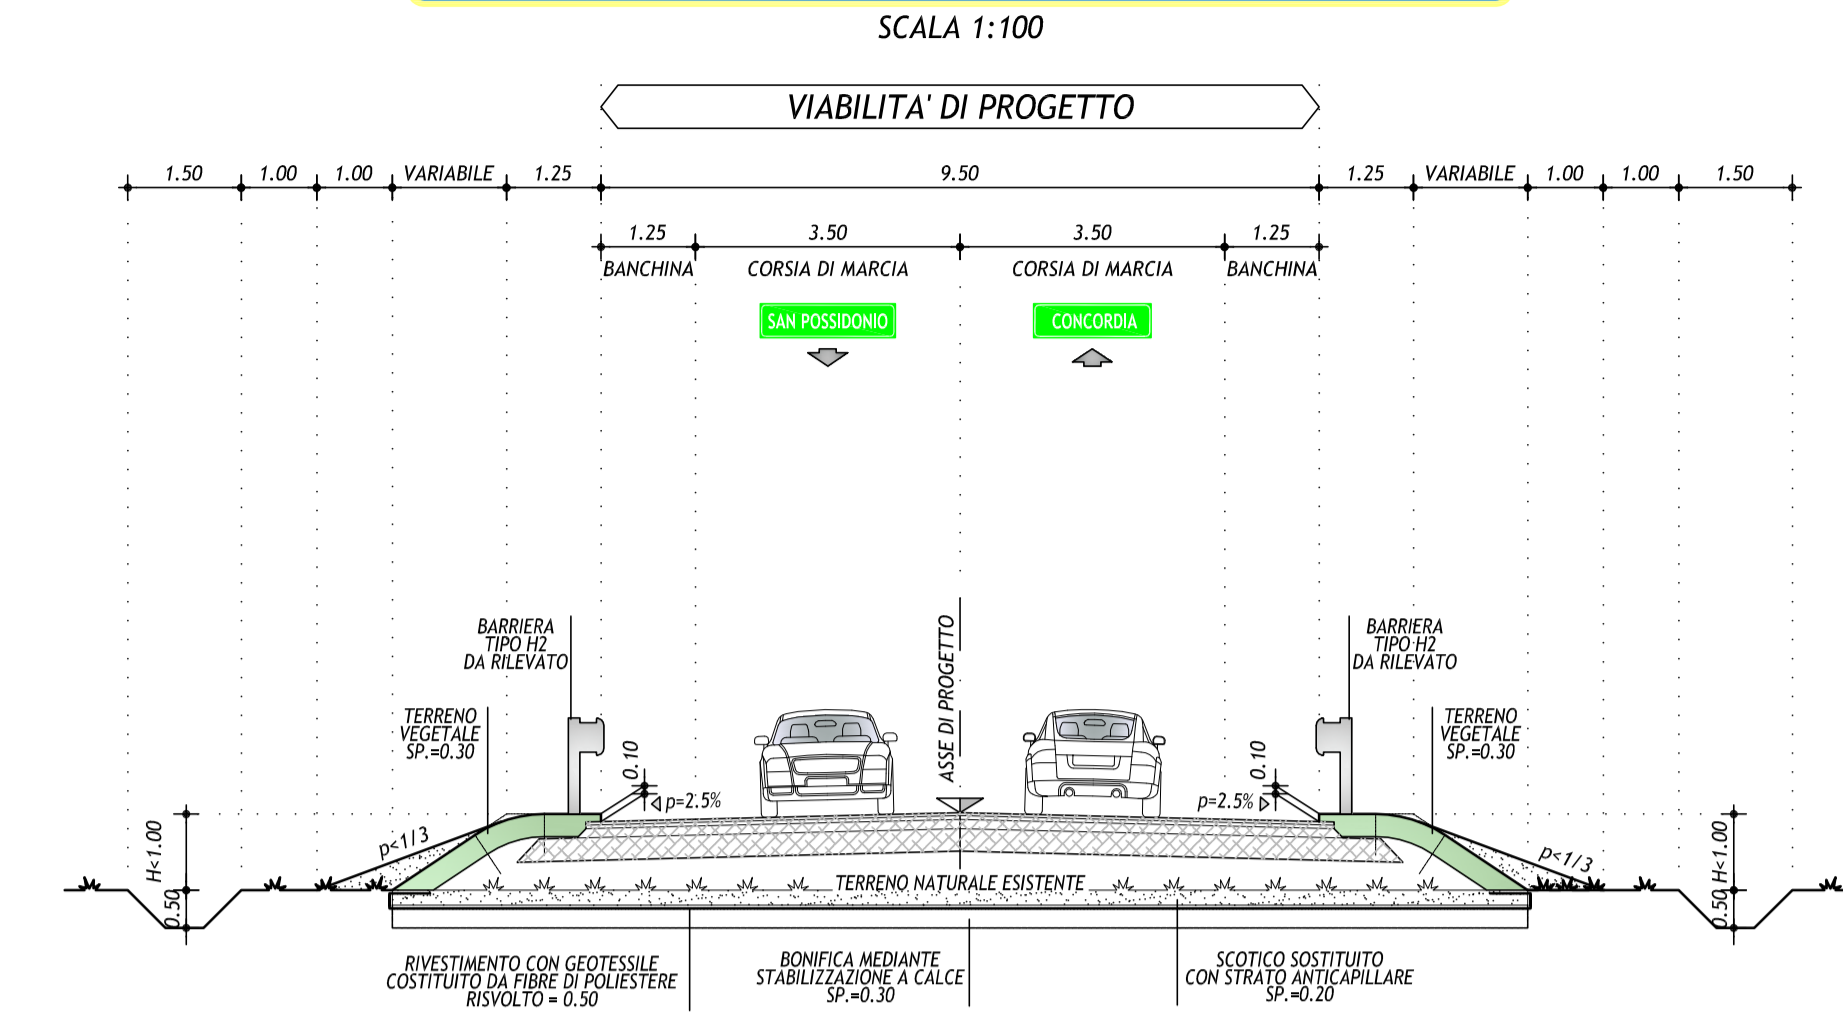 SCALA 1:100
VIABILITA' DI PROGETTO
1.50 1.00 1.00 VARIABILE 1.25 9.50 1.25 VARIABILE 1.00 1.00 1.50
1.25 3.50 3.50 1.25
BANCHINA CORSIA DI MARCIA CORSIA DI MARCIA BANCHINA
SAN POSSIDONIO CONCORDIA
BARRIERA
TIPO H2
DA RILEVATO
ASSE DI PROGETTO
BARRIERA
TIPO H2
DA RILEVATO
TERRENO
VEGETALE
SP.=0.30
TERRENO
VEGETALE
SP.=0.30
0.10
p=2.5%
0.10
p=2.5%
H<1.00
0.50
p<1/3
p<1/3
H<1.00
0.50
TERRENO NATURALE ESISTENTE
RIVESTIMENTO CON GEOTESSILE
COSTITUITO DA FIBRE DI POLIESTERE
RISVOLTO = 0.50
BONIFICA MEDIANTE
STABILIZZAZIONE A CALCE
SP.=0.30
SCOTICO SOSTITUITO
CON STRATO ANTICAPILLARE
SP.=0.20